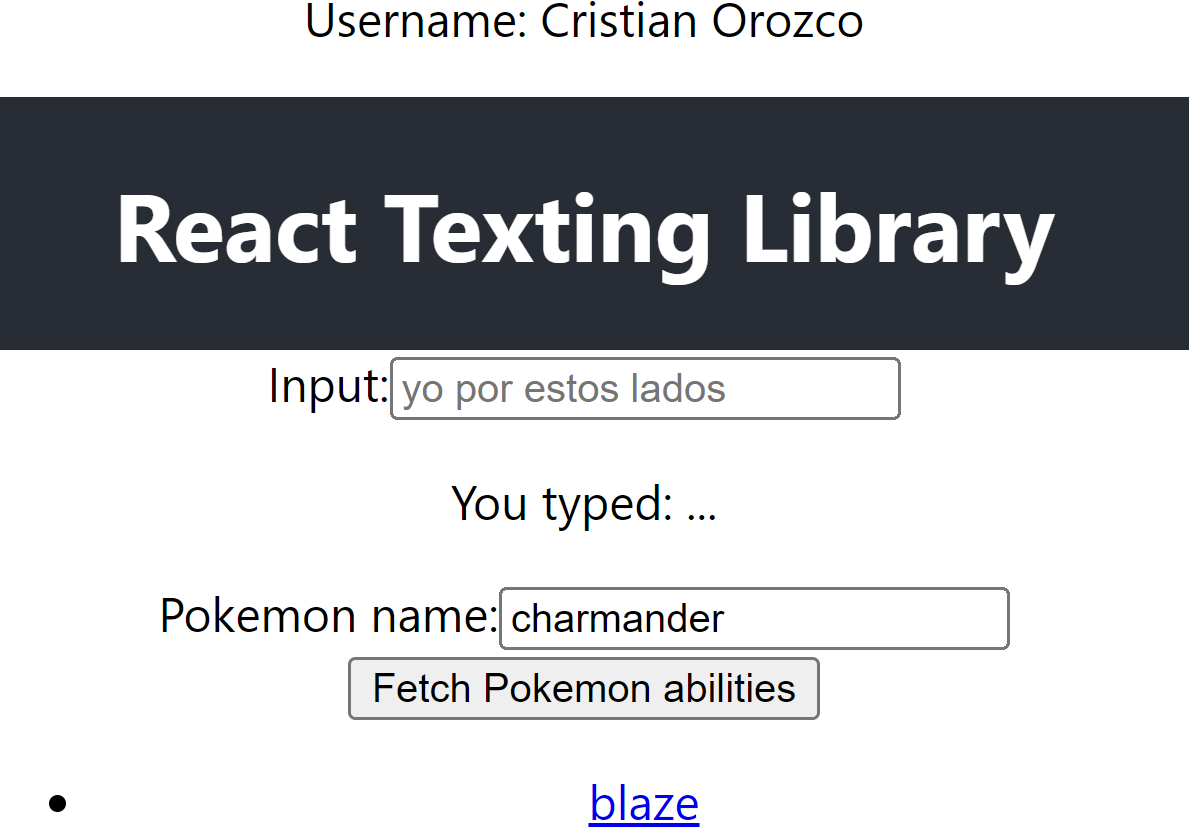 Username: Cristian Orozco
React Texting Library
Input: yo por estos lados
You typed: ...
Pokemon name: charmander
Fetch Pokemon abilities
blaze